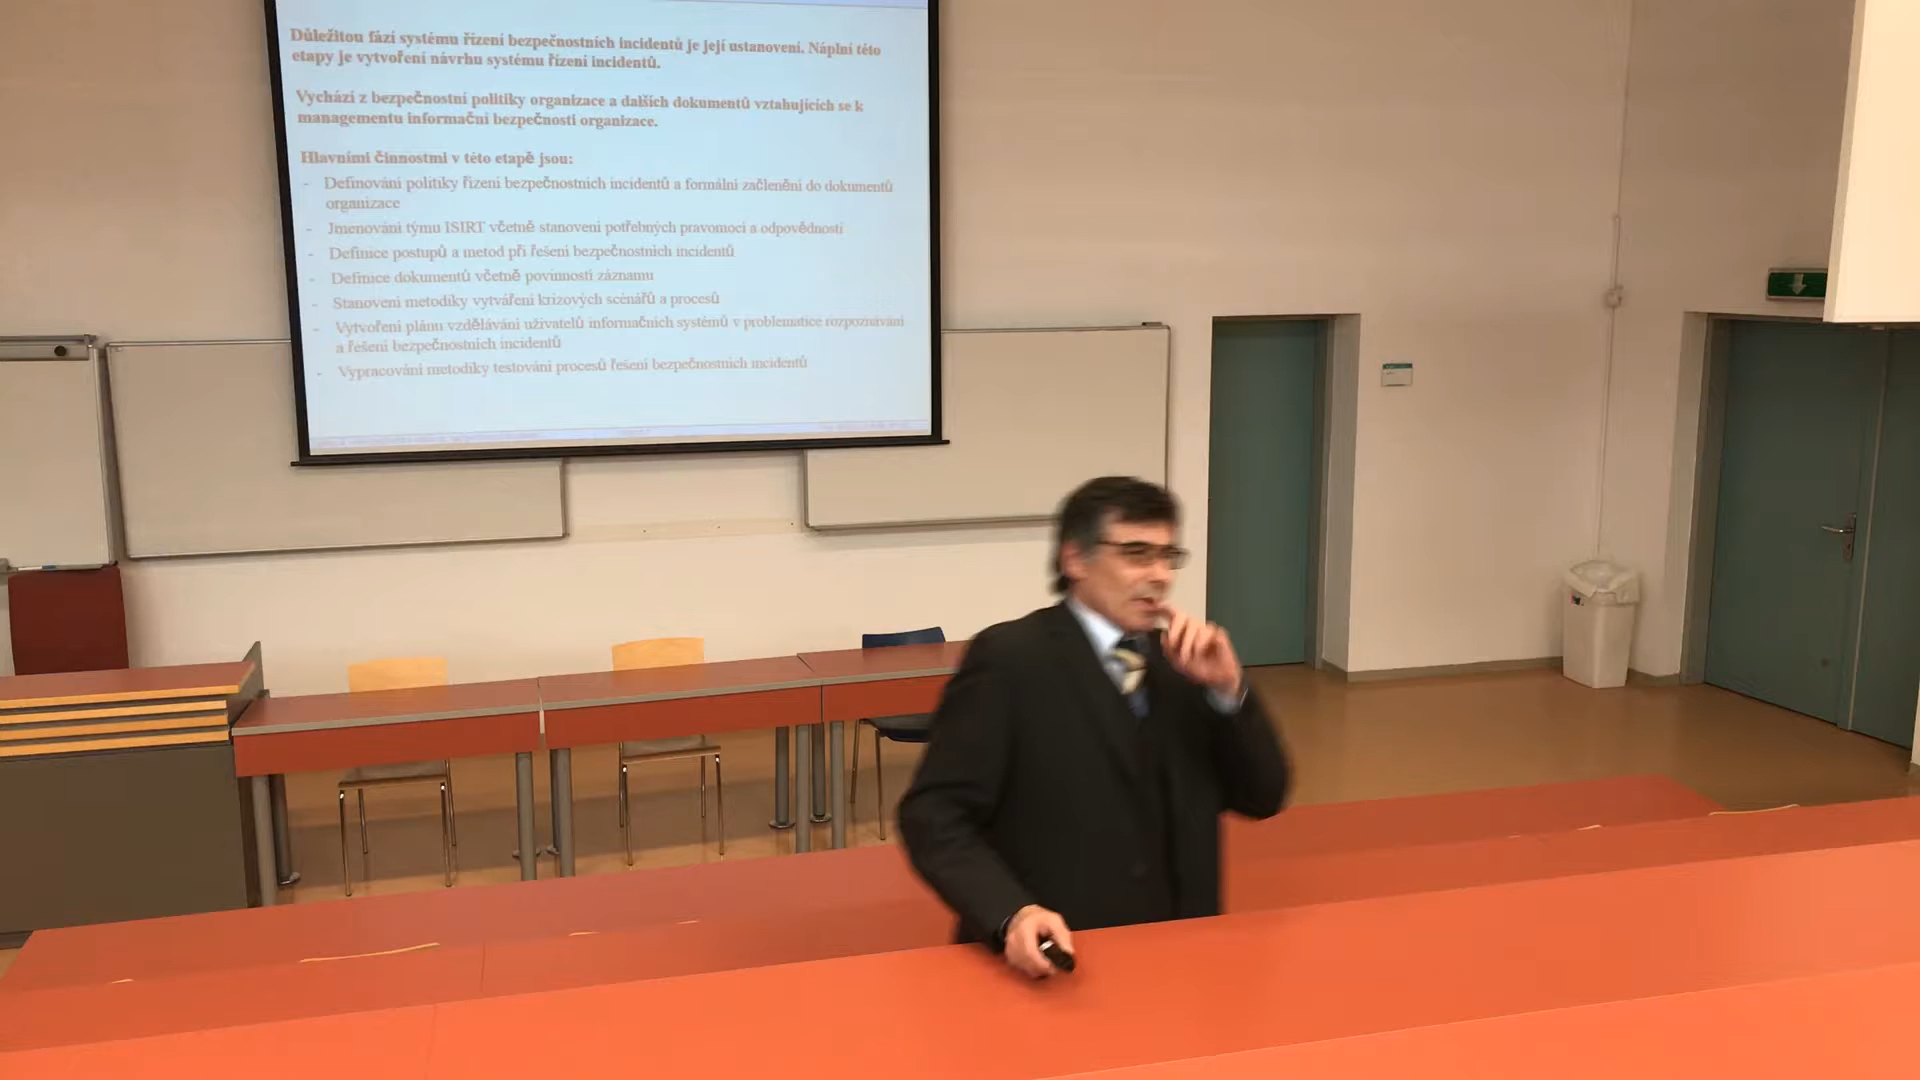 Důležitou fází systému řízení bezpečnostních incidentů je její ustanovení. Náplní této
etapy je vytvoření návrhu systému řízení incidentů.
Vychází z bezpečnostní politiky organizace a dalších dokumentů vztahujících se k
managementu informační bezpečnosti organizace.
Hlavními činnostmi v této etapě jsou:
- Definování politiky řízení bezpečnostních incidentů a formální začlenění do dokumentů
organizace
- Jmenování týmu ISIRT včetně stanovení potřebných pravomocí a odpovědností
- Definice postupů a metod při řešení bezpečnostních incidentů
- Definice dokumentů včetně povinností záznamu
- Stanovení metodiky vytváření krizových scénářů a procesů
- Vytvoření plánu vzdělávání uživatelů informačních systémů v problematice rozpoznávání
a řešení bezpečnostních incidentů
- Vypracování metodiky testování procesů řešení bezpečnostních incidentů